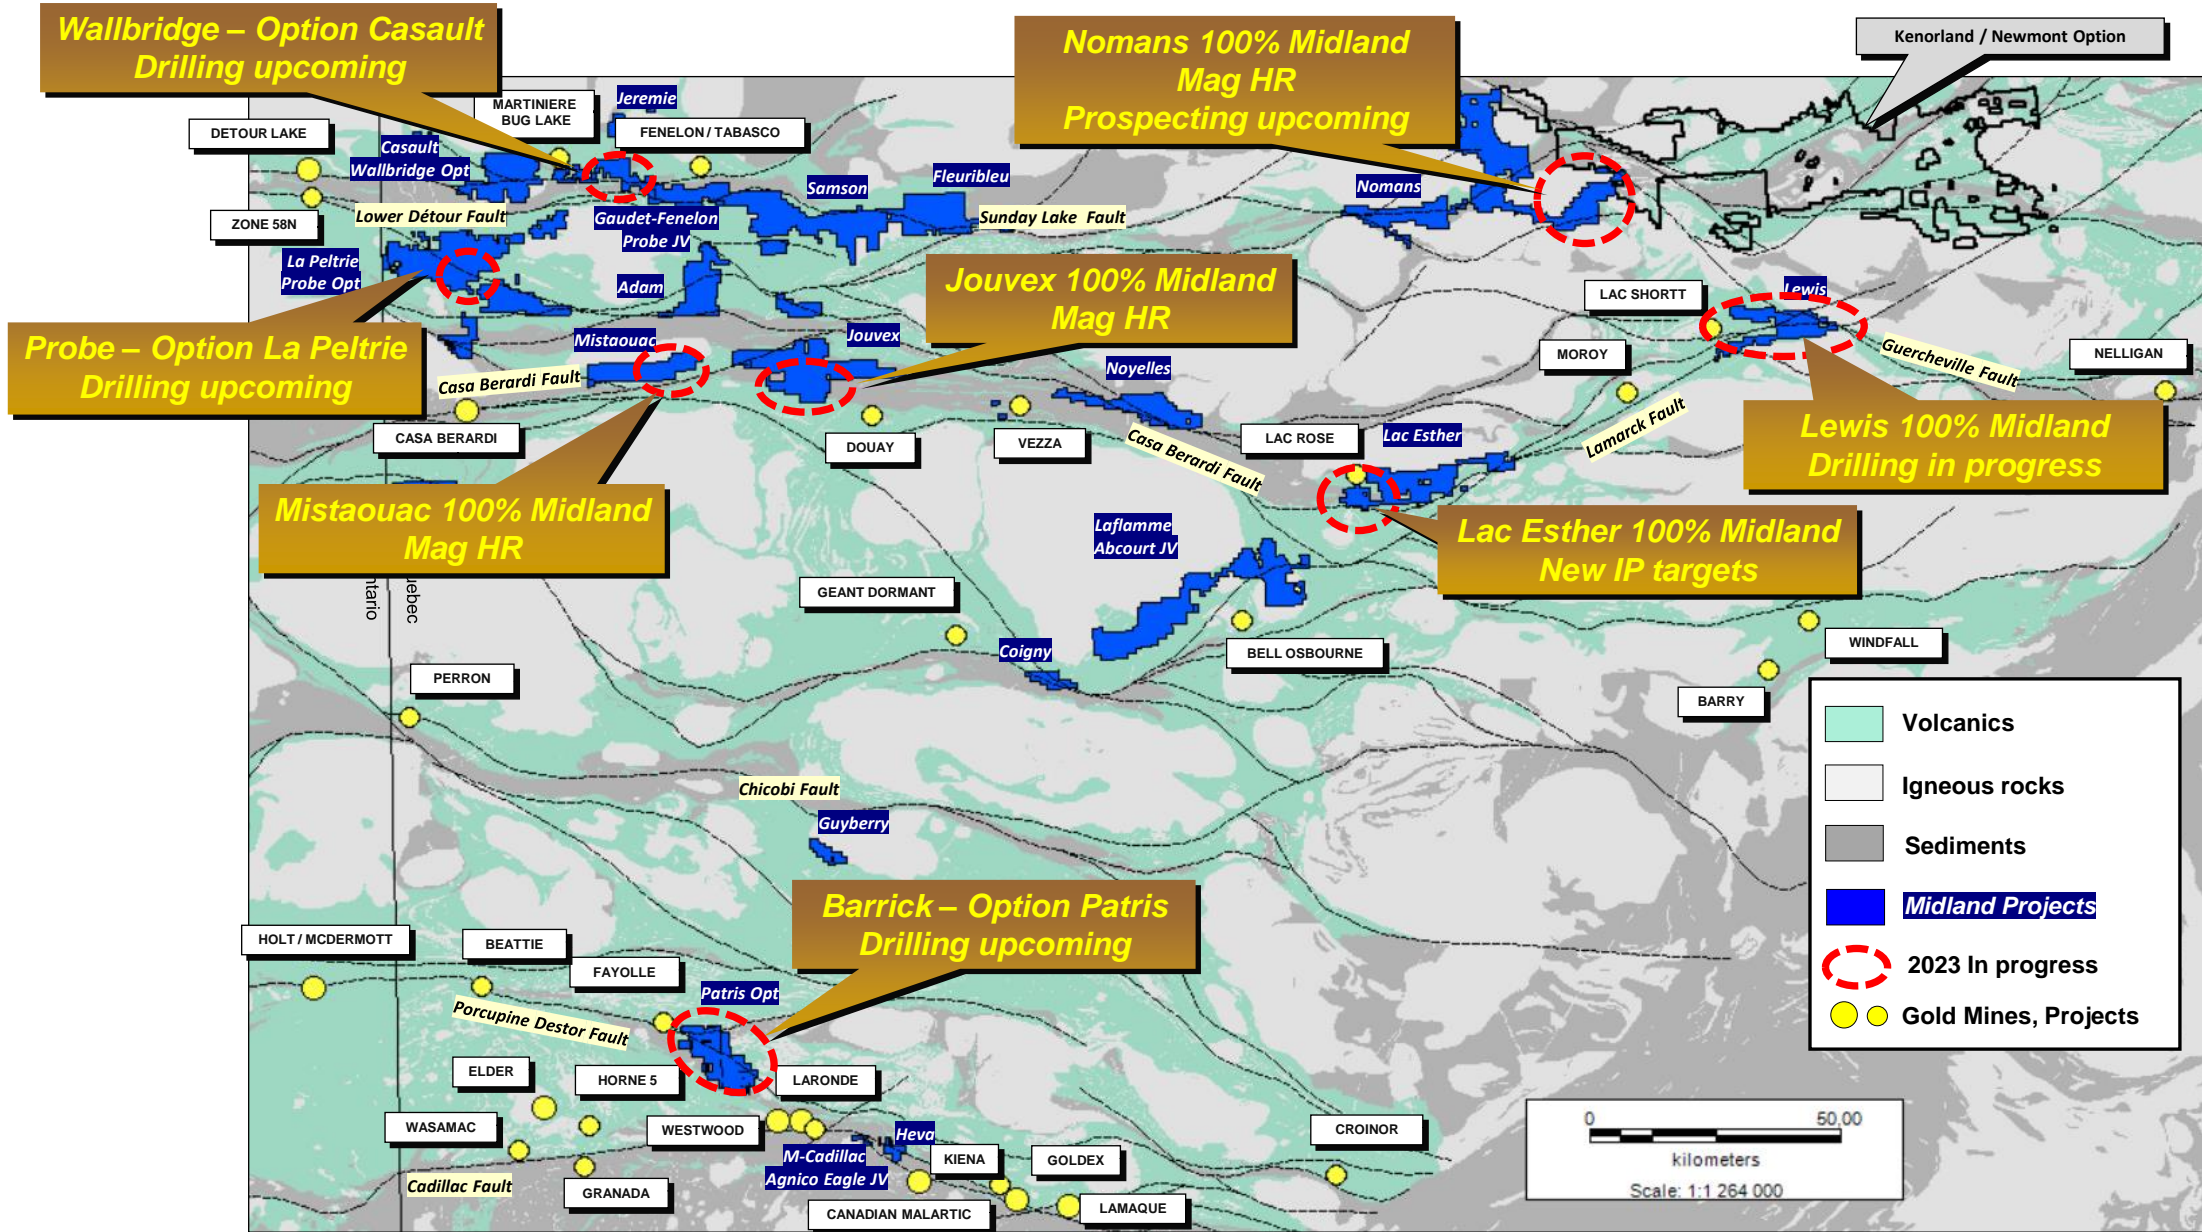 Wallbridge – Option Casault
Drilling upcoming
Nomans 100% Midland
Mag HR
Prospecting upcoming
Kenorland / Newmont Option
DETOUR LAKE
MARTINIERE
BUG LAKE
Jeremie
FENELON / TABASCO
Casault
Wallbridge Opt
Samson
Fleuribleu
Nomans
ZONE 58N
Lower Détour Fault
Gaudet-Fenelon
Probe JV
Sunday Lake Fault
La Peltrie
Probe Opt
Adam
Jouvex 100% Midland
Mag HR
LAC SHORTT
Lewis
Probe – Option La Peltrie
Drilling upcoming
Mistaouac
Jouvex
MOROY
Guercheville Fault
NELLIGAN
Casa Berardi Fault
Noyelles
CASA BERARDI
DOUAY
VEZZA
Casa Berardi Fault
LAC ROSE
Lac Esther
Lamarck Fault
Lewis 100% Midland
Drilling in progress
Mistaouac 100% Midland
Mag HR
Lac Esther 100% Midland
New IP targets
Laflamme
Abcourt JV
ntario
uebec
GEANT DORMANT
Coigny
BELL OSBOURNE
WINDFALL
PERRON
BARRY
Volcanics
Igneous rocks
Sediments
Midland Projects
2023 In progress
Gold Mines, Projects
Chicobi Fault
Guyberry
Barrick – Option Patris
Drilling upcoming
HOLT / MCDERMOTT
BEATTIE
FAYOLLE
Patris Opt
Porcupine Destor Fault
ELDER
HORNE 5
LARONDE
WASAMAC
WESTWOOD
Heva
M-Cadillac
Agnico Eagle JV
KIENA
GOLDEX
CROINOR
Cadillac Fault
GRANADA
CANADIAN MALARTIC
LAMAQUE
0 50,00
kilometers
Scale: 1:1 264 000